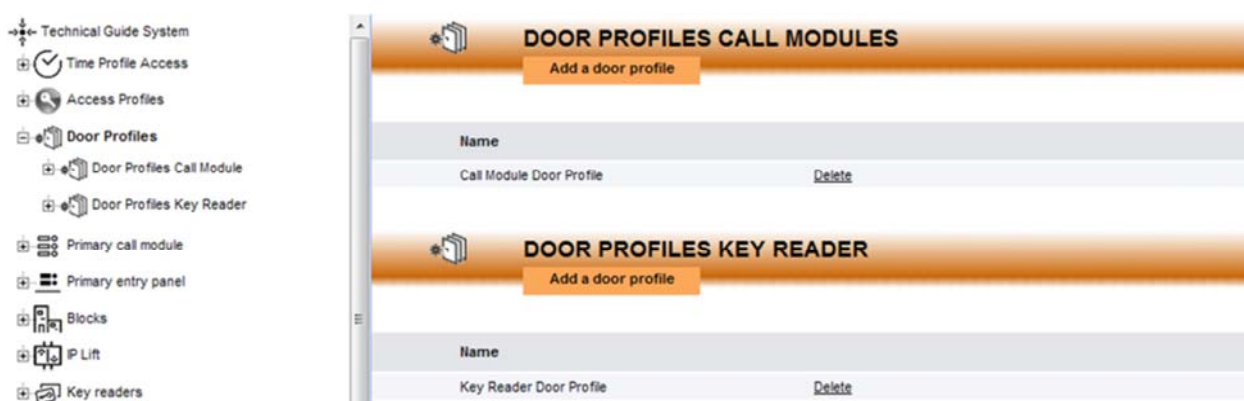 Technical Guide System
Time Profile Access
Access Profiles
Door Profiles
Door Profiles Call Module
Door Profiles Key Reader
Primary call module
Primary entry panel
Blocks
IP Lift
Key readers
DOOR PROFILES CALL MODULES
Add a door profile
Name
Call Module Door Profile Delete
DOOR PROFILES KEY READER
Add a door profile
Name
Key Reader Door Profile Delete